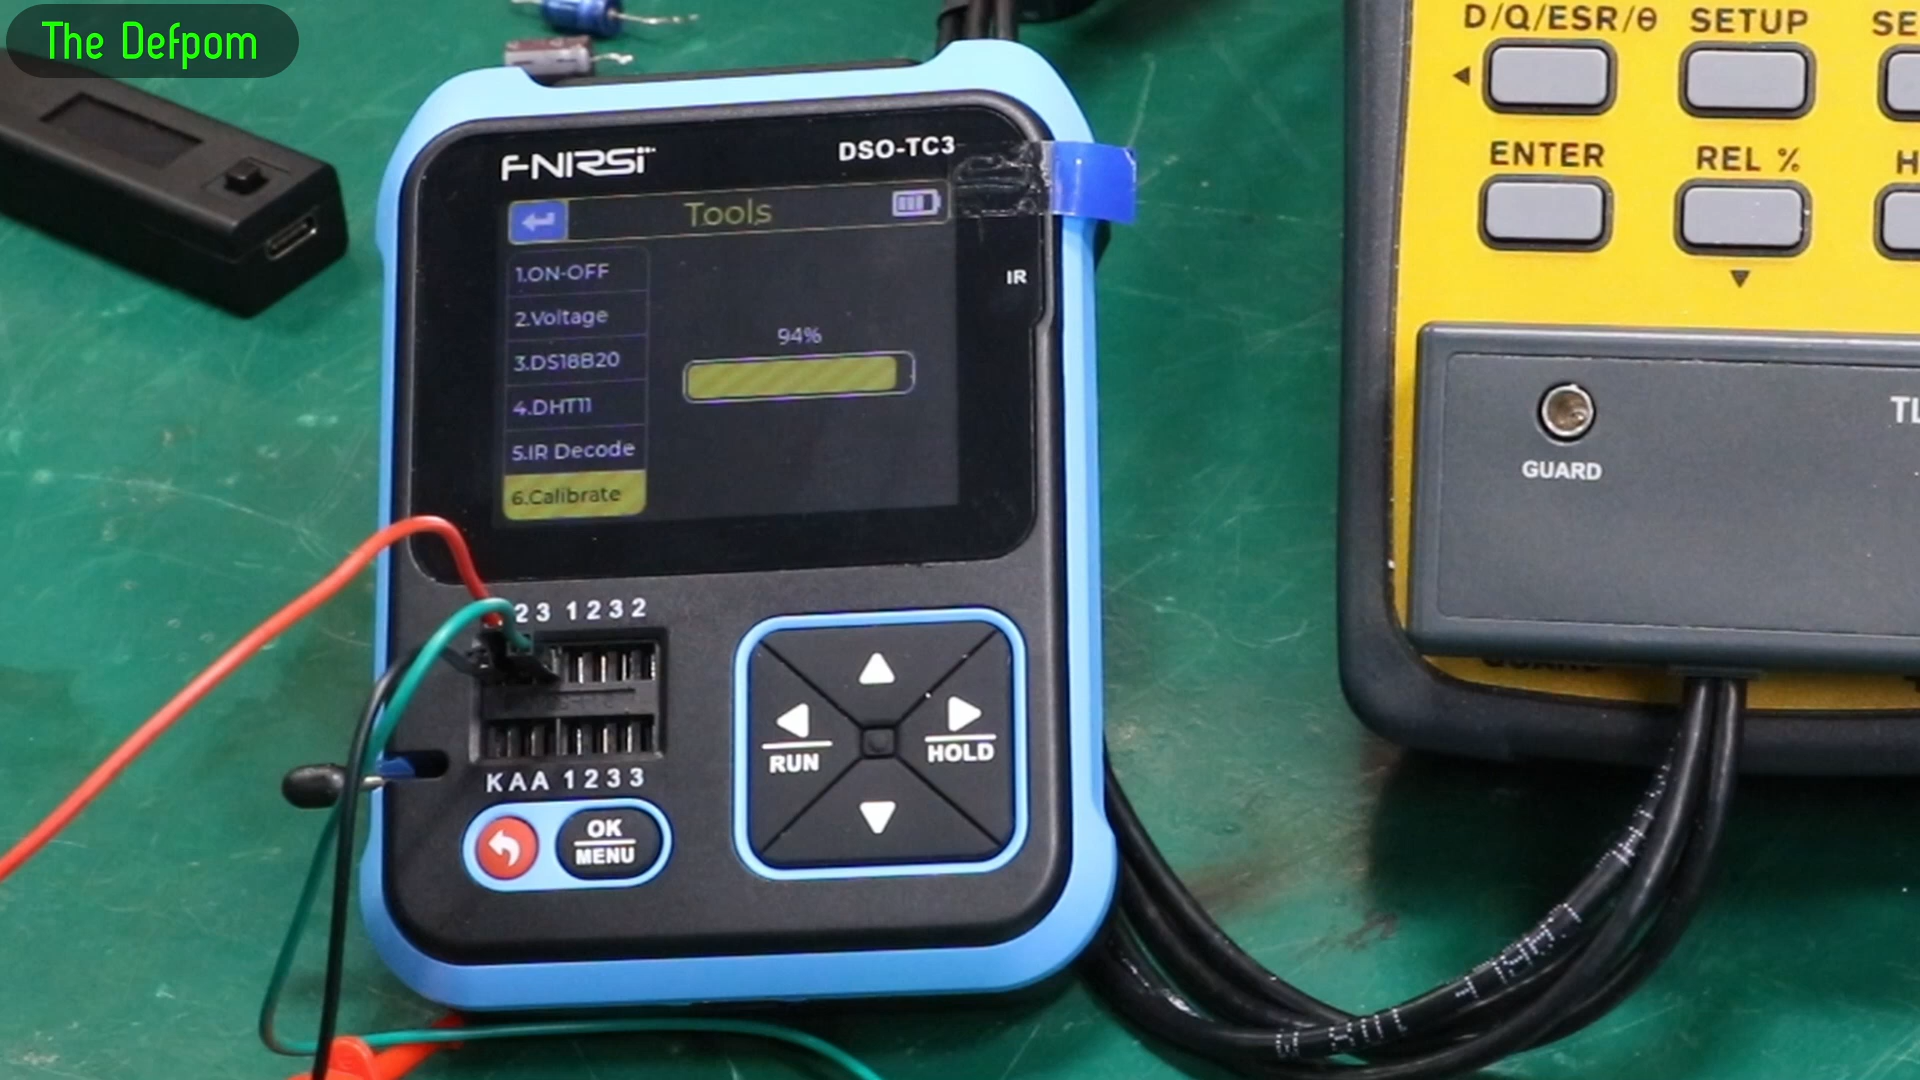 The Defpom
FNIRSI
DSO-TC3
Tools
IR
1.ON-OFF
2.Voltage
3.DS18B20
4.DHT11
5.IR Decode
6.Calibrate
94%
2 3 1 2 3 2
K A A 1 2 3 3
OK
MENU
RUN
HOLD
D/Q/ESR/θ
SETUP
ENTER
REL %
GUARD